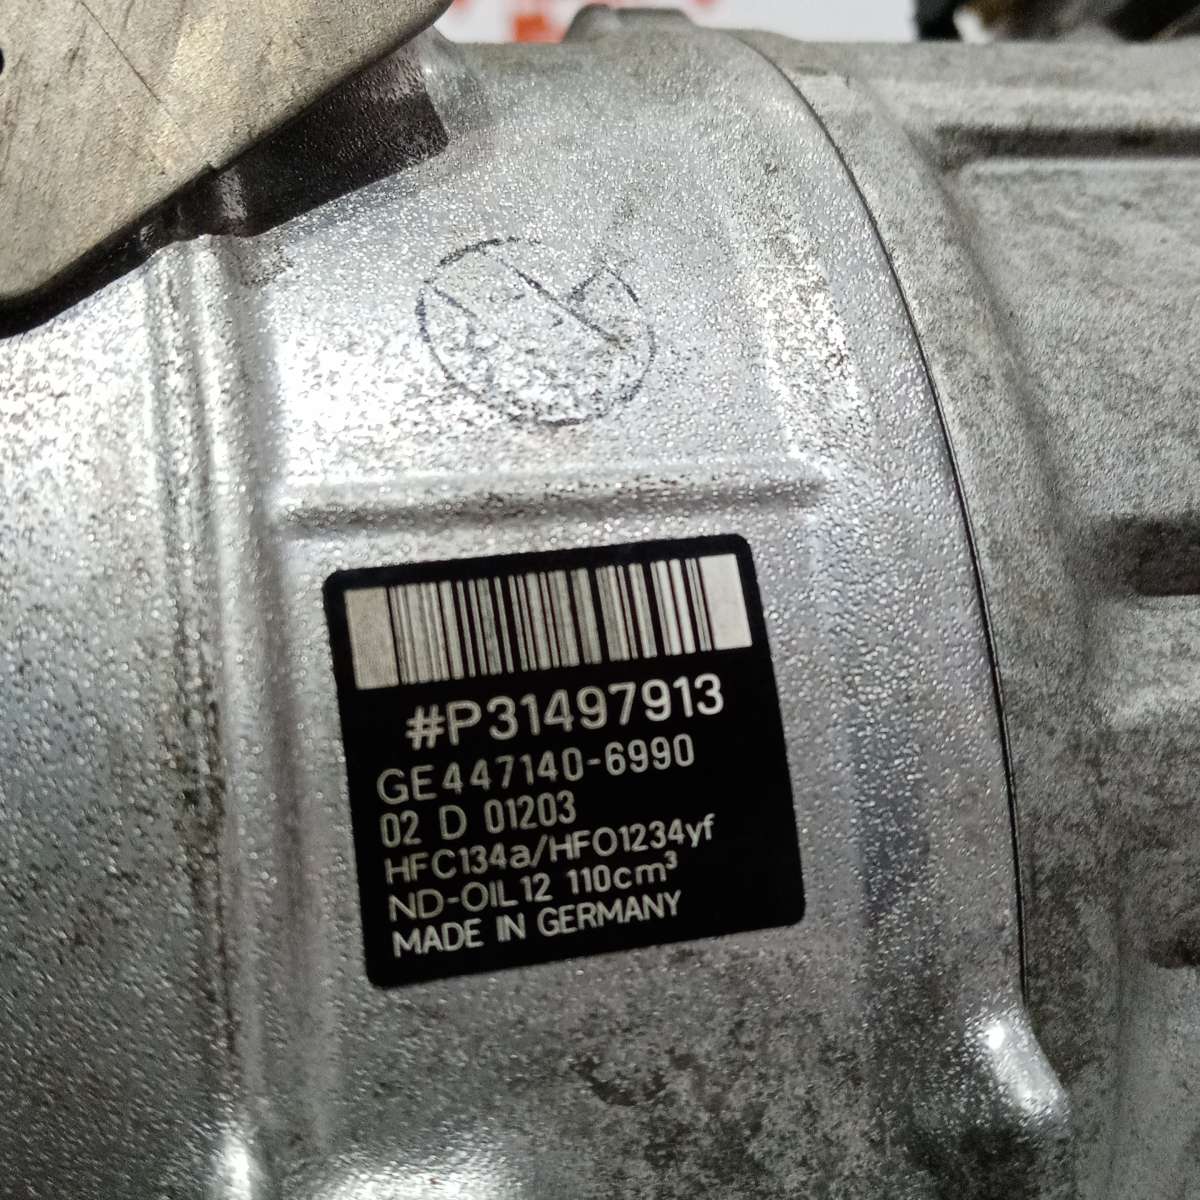 #P31497913
GE447140-6990
02 D 01203
HFC134a/HFO1234yf
ND-OIL12 110cm³
MADE IN GERMANY